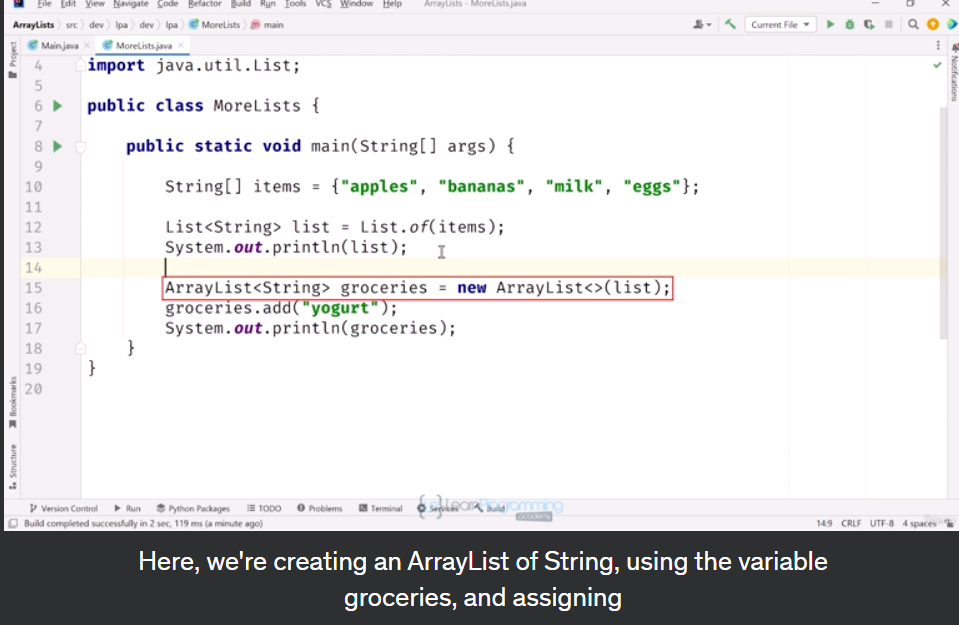 File Edit View Navigate Code Refactor Build Run Tools VCS Window Help ArrayLists - MoreLists.java
ArrayLists src dev lpa dev lpa MoreLists main Current File
Main.java MoreLists.java
Project
Notifications
4 import java.util.List;
5
6 public class MoreLists {
7
8 public static void main(String[] args) {
9
10 String[] items = {"apples", "bananas", "milk", "eggs"};
11
12 List<String> list = List.of(items);
13 System.out.println(list);
14
15 ArrayList<String> groceries = new ArrayList<>(list);
16 groceries.add("yogurt");
17 System.out.println(groceries);
18 }
19 }
20
Bookmarks
Structure
Version Control Run Python Packages TODO Problems Terminal Services Build
LearnProgramming
academy
Build completed successfully in 2 sec, 119 ms (a minute ago) 14:9 CRLF UTF-8 4 spaces
Here, we're creating an ArrayList of String, using the variable
groceries, and assigning